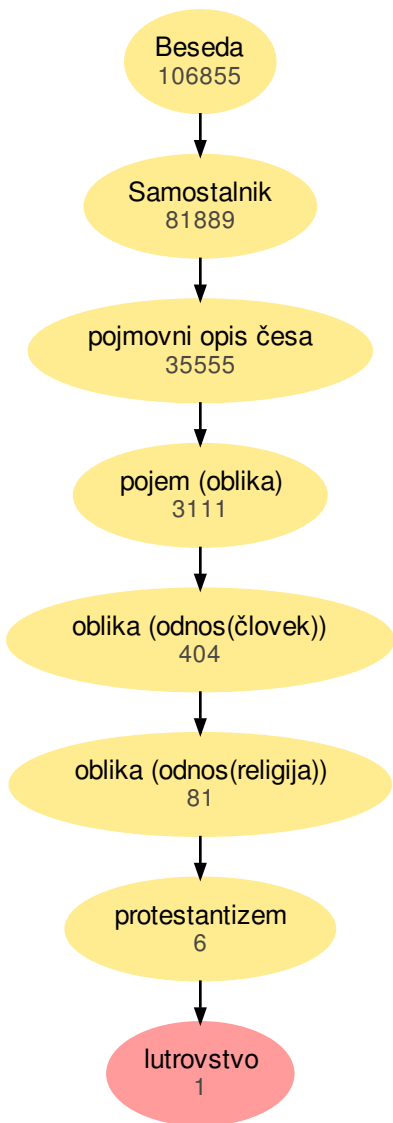 Beseda
106855
Samostalnik
81889
pojmovni opis česa
35555
pojem (oblika)
3111
oblika (odnos(človek))
404
oblika (odnos(religija))
81
protestantizem
6
lutrovstvo
1